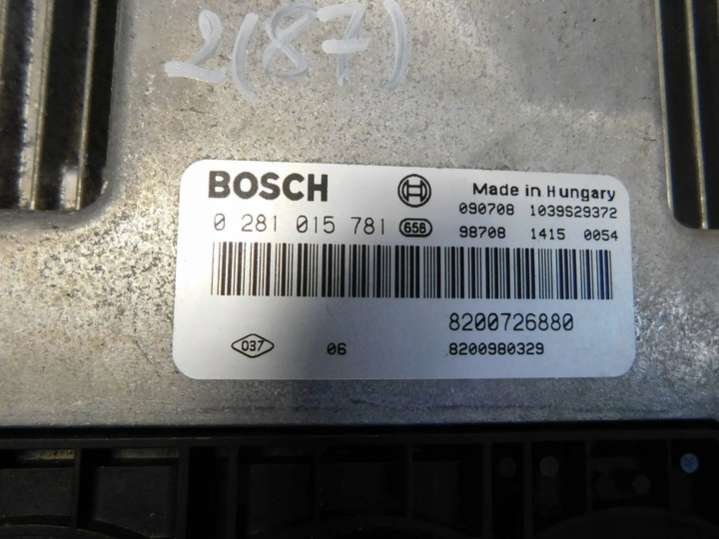 2(87)
BOSCH
Made in Hungary
090708 1039S29372
0 281 015 781 656
98708 1415 0054
8200726880
037 06 8200980329